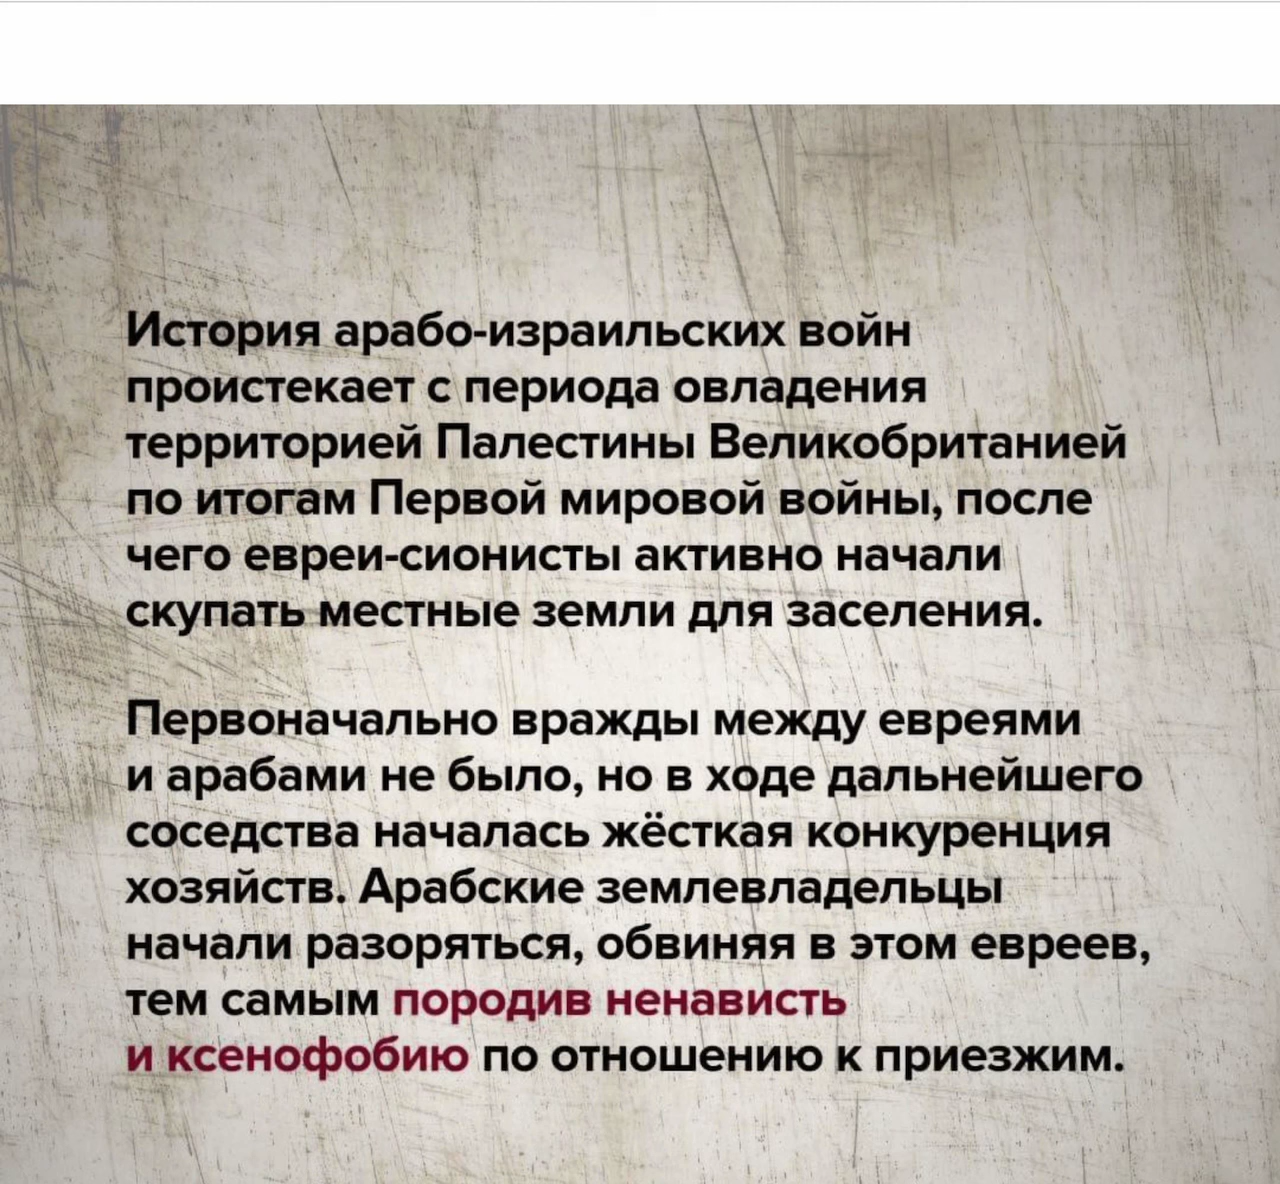 История арабо-израильских войн
проистекает с периода овладения
территорией Палестины Великобританией
по итогам Первой мировой войны, после
чего евреи-сионисты активно начали
скупать местные земли для заселения.
Первоначально вражды между евреями
и арабами не было, но в ходе дальнейшего
соседства началась жёсткая конкуренция
хозяйств. Арабские землевладельцы
начали разоряться, обвиняя в этом евреев,
тем самым породив ненависть
и ксенофобию по отношению к приезжим.